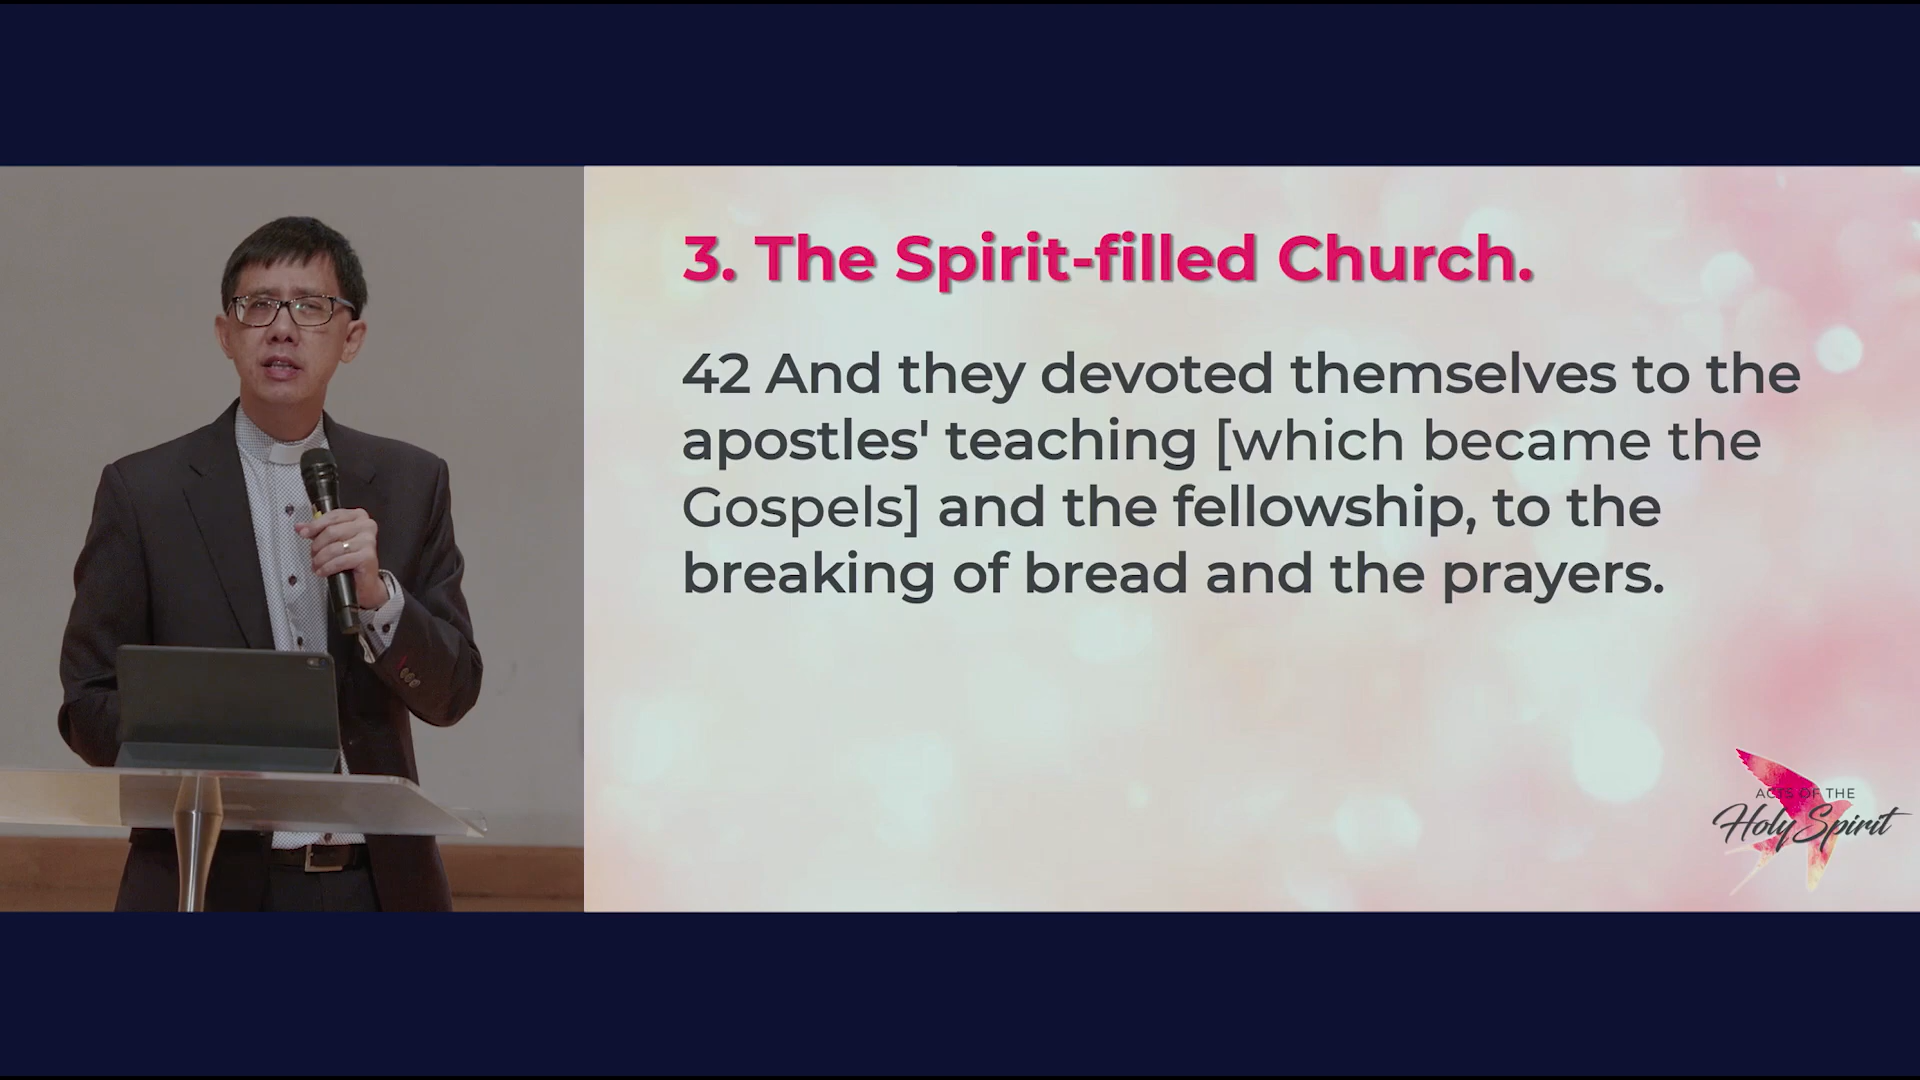 3. The Spirit-filled Church.
42 And they devoted themselves to the
apostles' teaching [which became the
Gospels] and the fellowship, to the
breaking of bread and the prayers.
ACTS OF THE
Holy Spirit